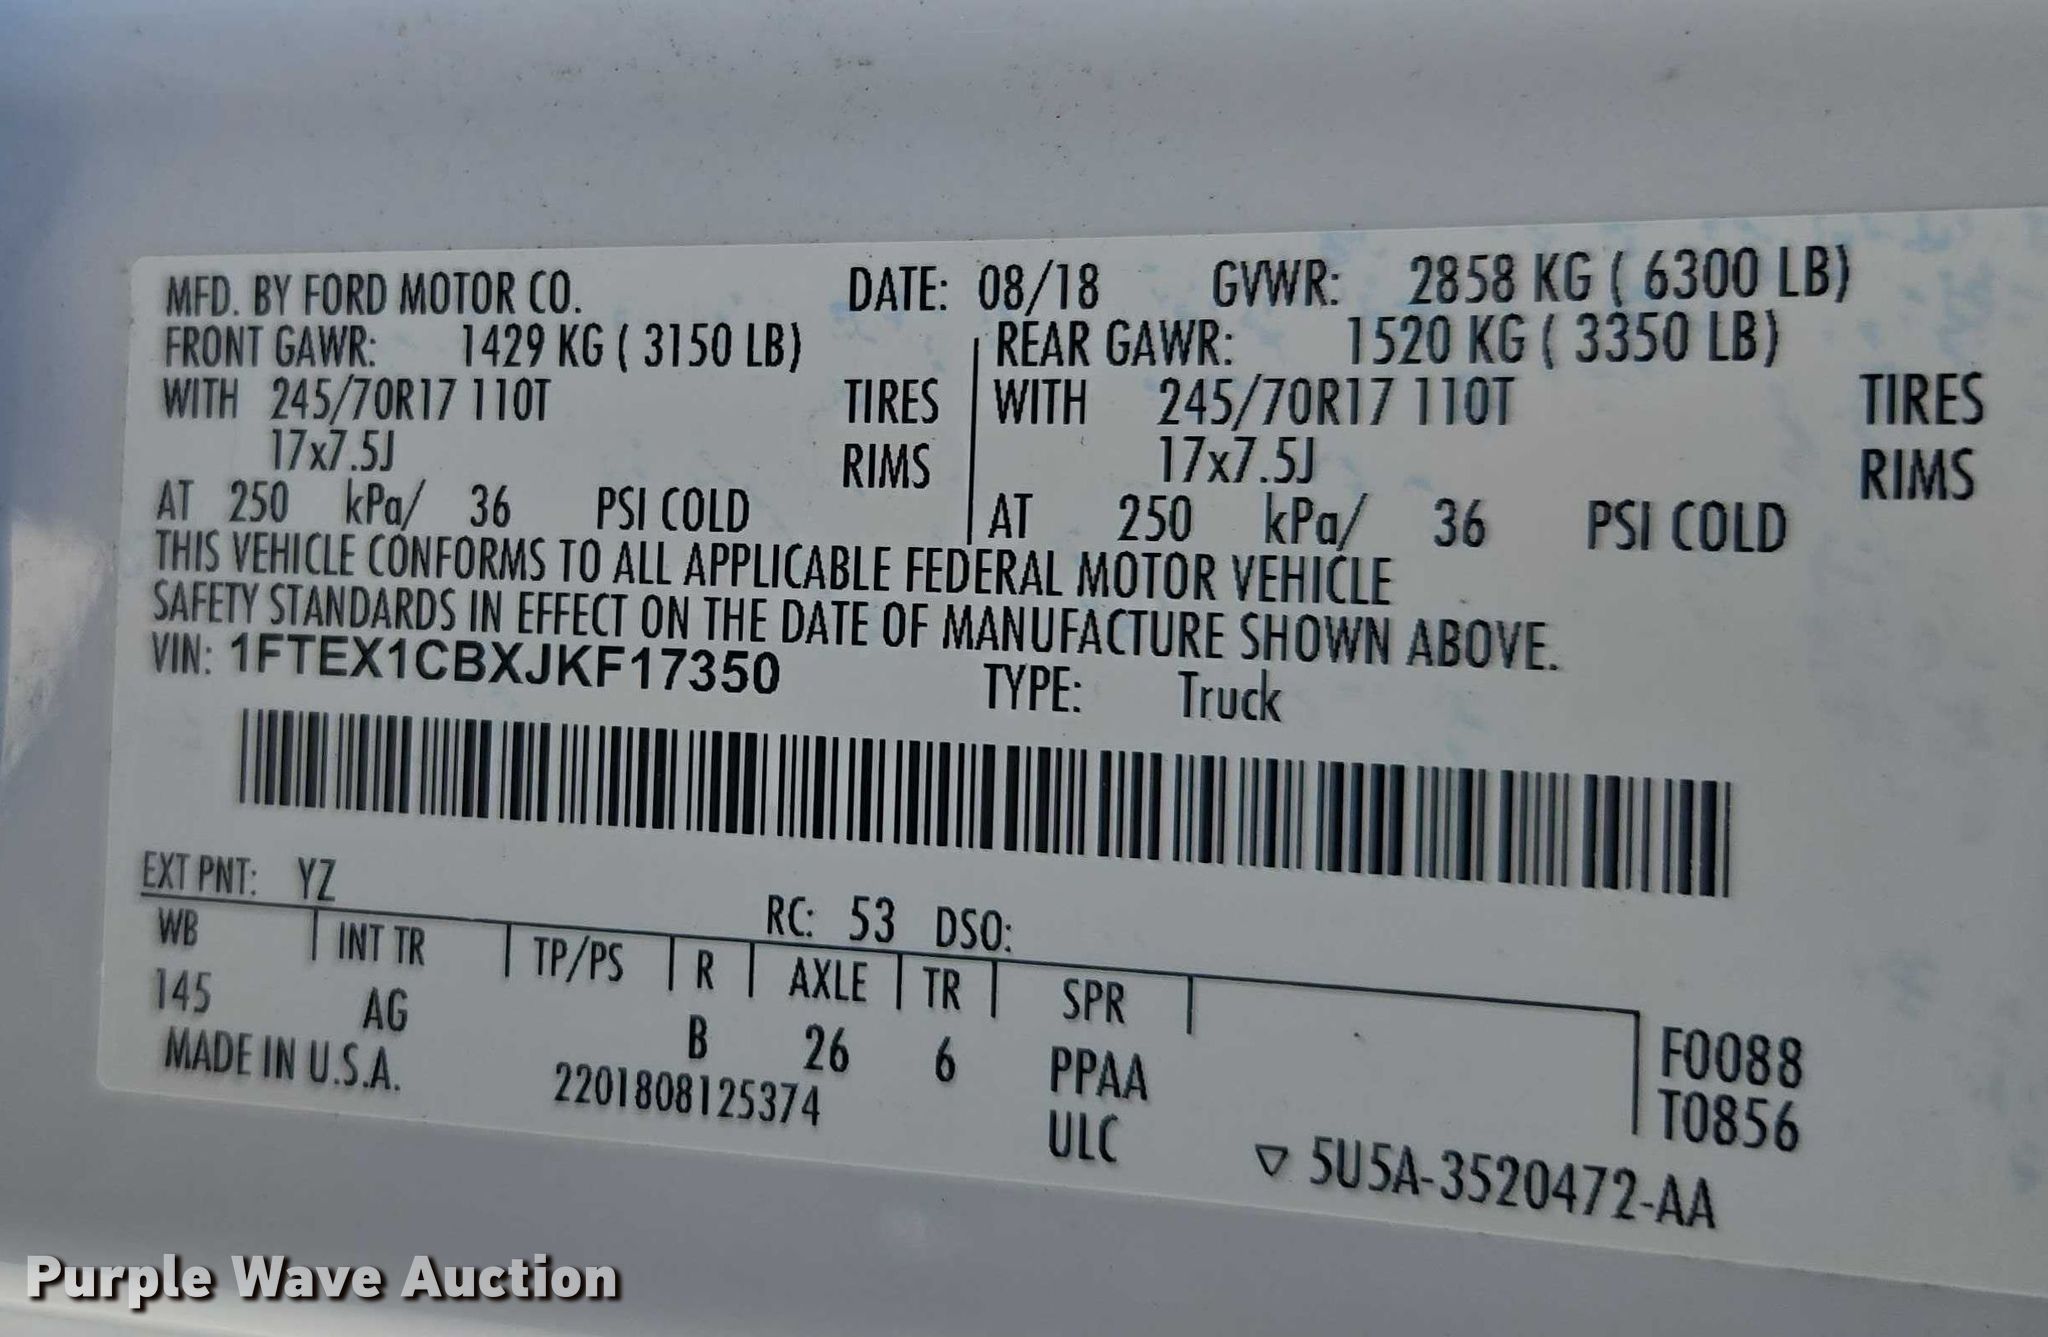 MFD. BY FORD MOTOR CO. DATE: 08/18 GVWR: 2858 KG ( 6300 LB)
FRONT GAWR: 1429 KG ( 3150 LB) REAR GAWR: 1520 KG ( 3350 LB)
WITH 245/70R17 110T TIRES WITH 245/70R17 110T TIRES
17x7.5J RIMS 17x7.5J RIMS
AT 250 kPa/ 36 PSI COLD AT 250 kPa/ 36 PSI COLD
THIS VEHICLE CONFORMS TO ALL APPLICABLE FEDERAL MOTOR VEHICLE
SAFETY STANDARDS IN EFFECT ON THE DATE OF MANUFACTURE SHOWN ABOVE.
VIN: 1FTEX1CBXJKF17350 TYPE: Truck
EXT PNT: YZ RC: 53 DSO:
WB INT TR TP/PS R AXLE TR SPR
145 AG B 26 6 PPAA F0088
MADE IN U.S.A. 2201808125374 ULC T0856
▽ 5U5A-3520472-AA
Purple Wave Auction